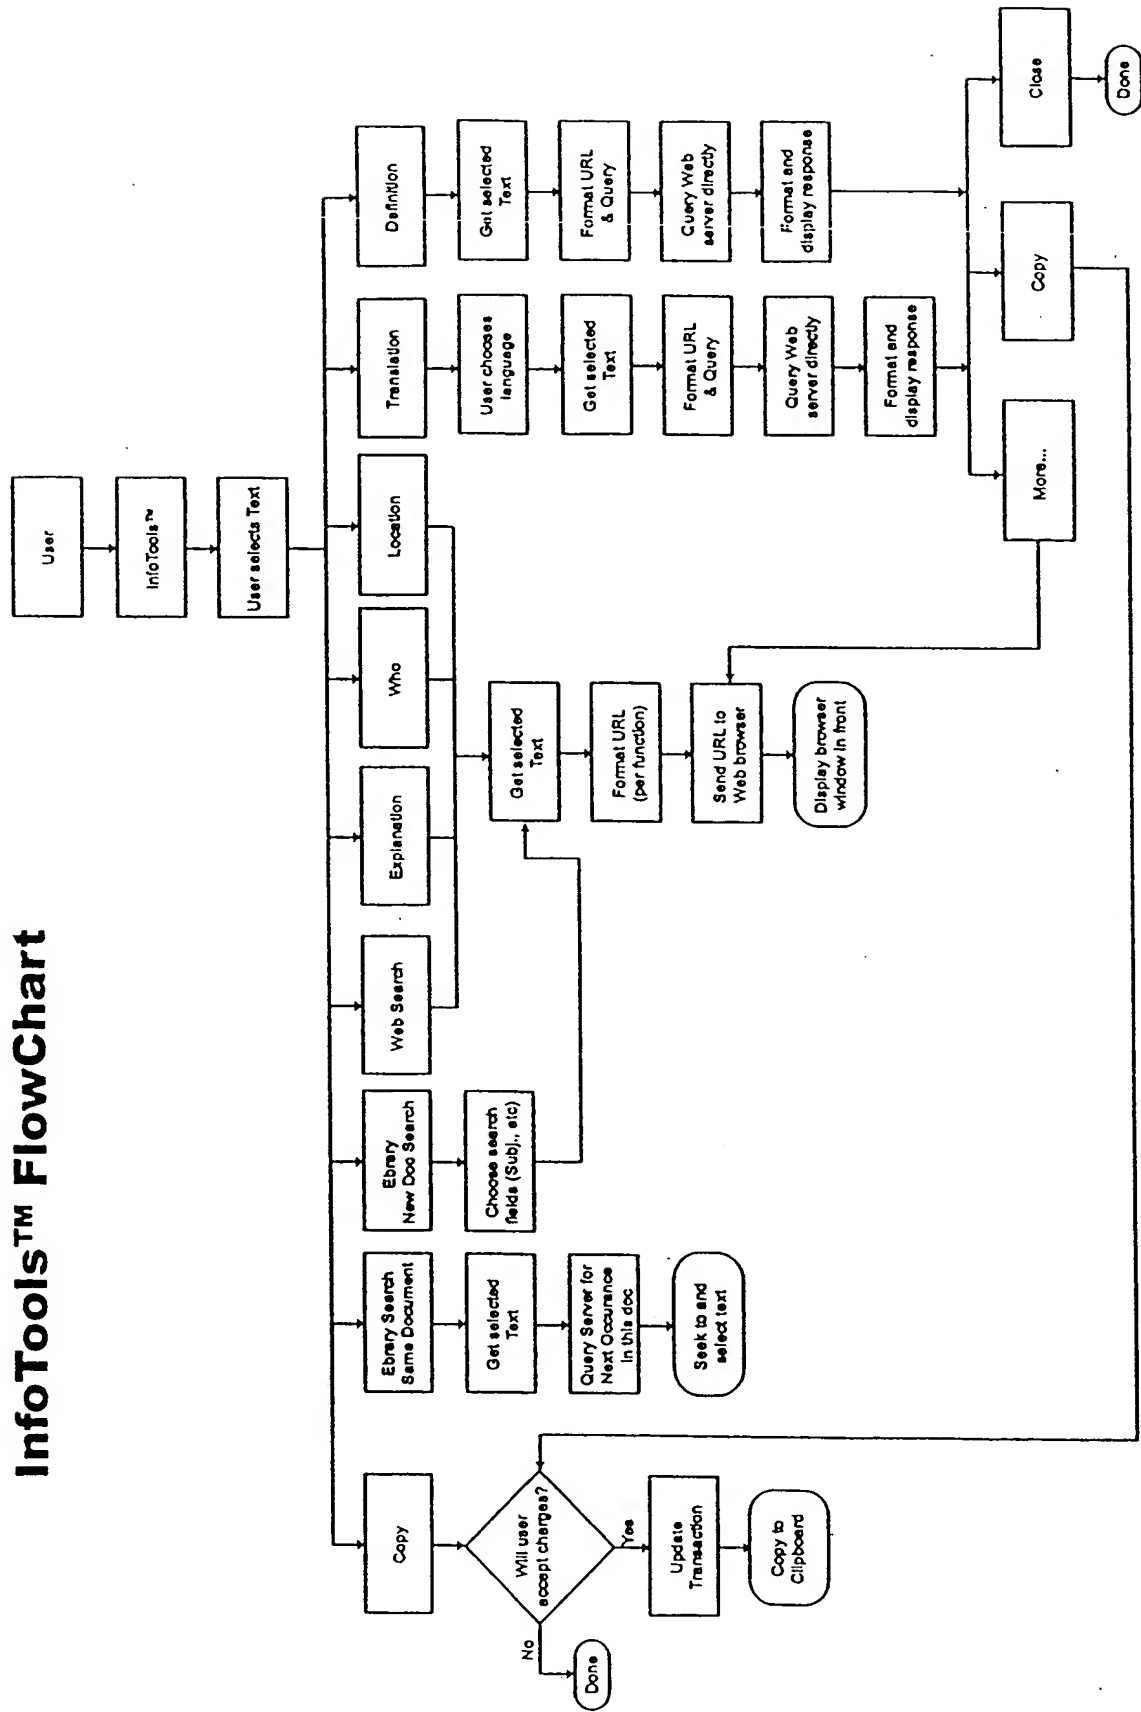 InfoTools™ FlowChart
User
InfoTools™
User selects Text
Copy
Ebrary Search
Same Document
Ebrary
New Doc Search
Web Search
Explanation
Who
Location
Translation
Definition
Will user
accept charges?
No
Done
Yes
Update
Transaction
Copy to
Clipboard
Get selected
Text
Query Server for
Next Occurance
In this doc
Seek to and
select text
Choose search
fields (Subj., etc)
Get selected
Text
Format URL
(per function)
Send URL to
Web browser
Display browser
window in front
User chooses
language
Get selected
Text
Format URL
& Query
Query Web
server directly
Format and
display response
Get selected
Text
Format URL
& Query
Query Web
server directly
Format and
display response
More...
Copy
Close
Done